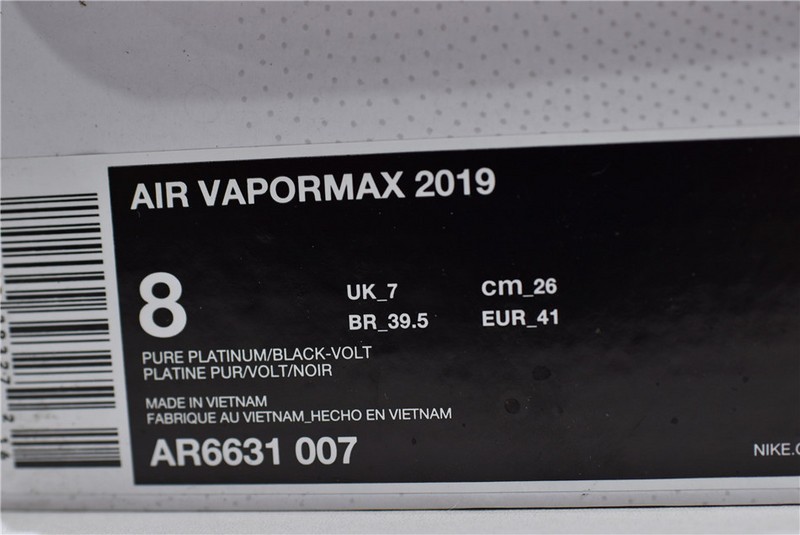 AIR VAPORMAX 2019
8
UK_7 cm_26
BR_39.5 EUR_41
PURE PLATINUM/BLACK-VOLT
PLATINE PUR/VOLT/NOIR
MADE IN VIETNAM
FABRIQUE AU VIETNAM_HECHO EN VIETNAM
AR6631 007
NIKE.C